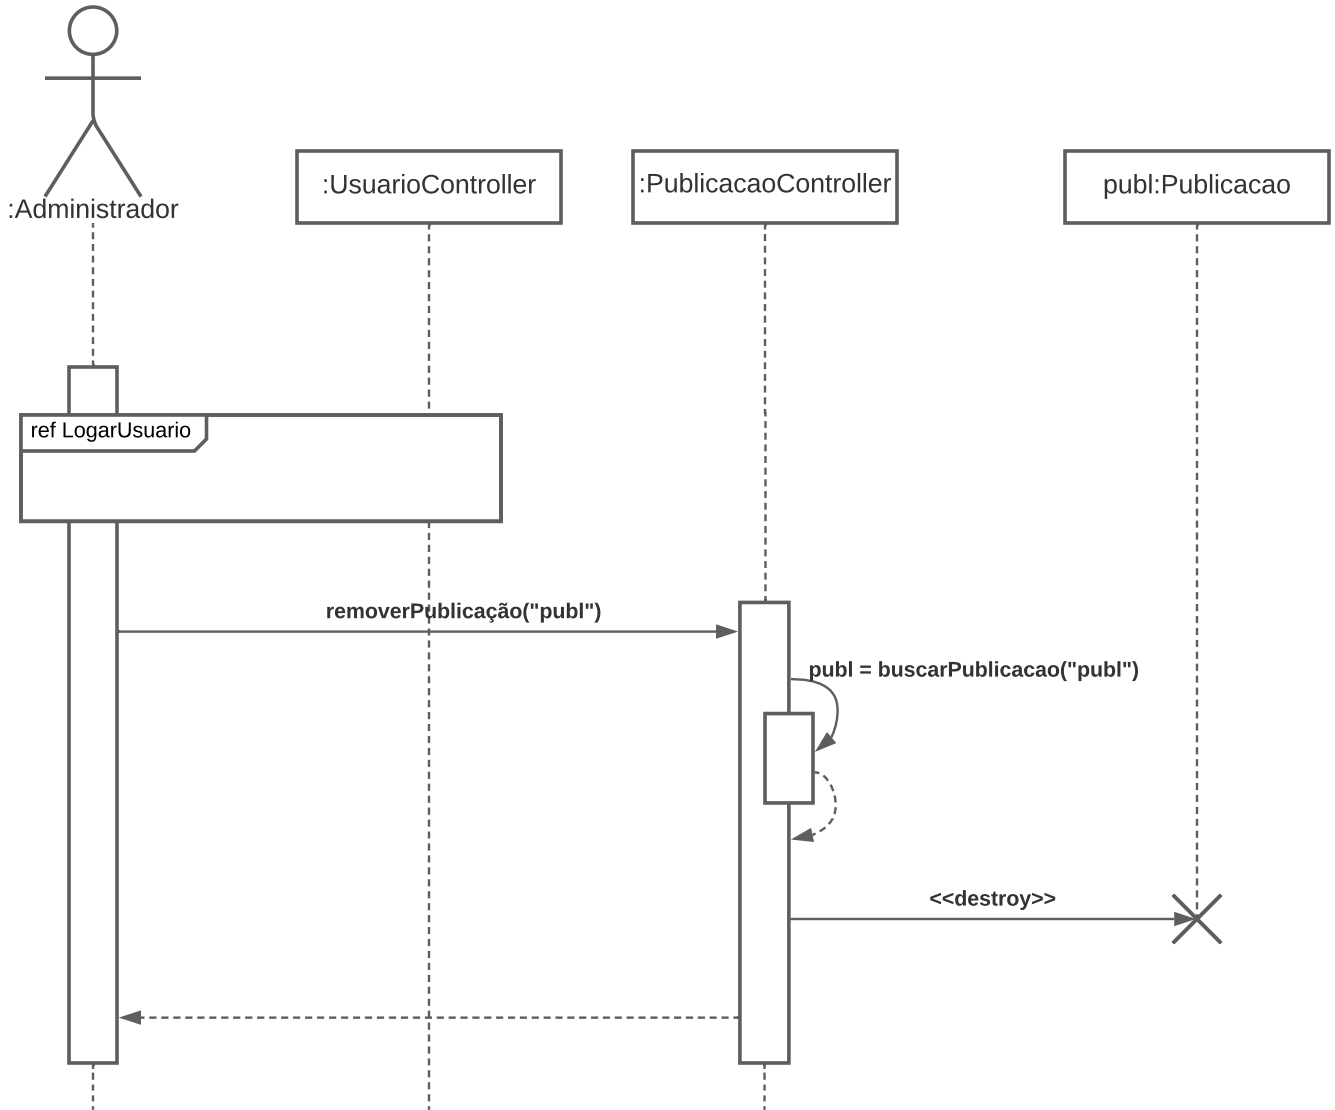 :Administrador
:UsuarioController
:PublicacaoController
publ:Publicacao
ref LogarUsuario
removerPublicação("publ")
publ = buscarPublicacao("publ")
<<destroy>>